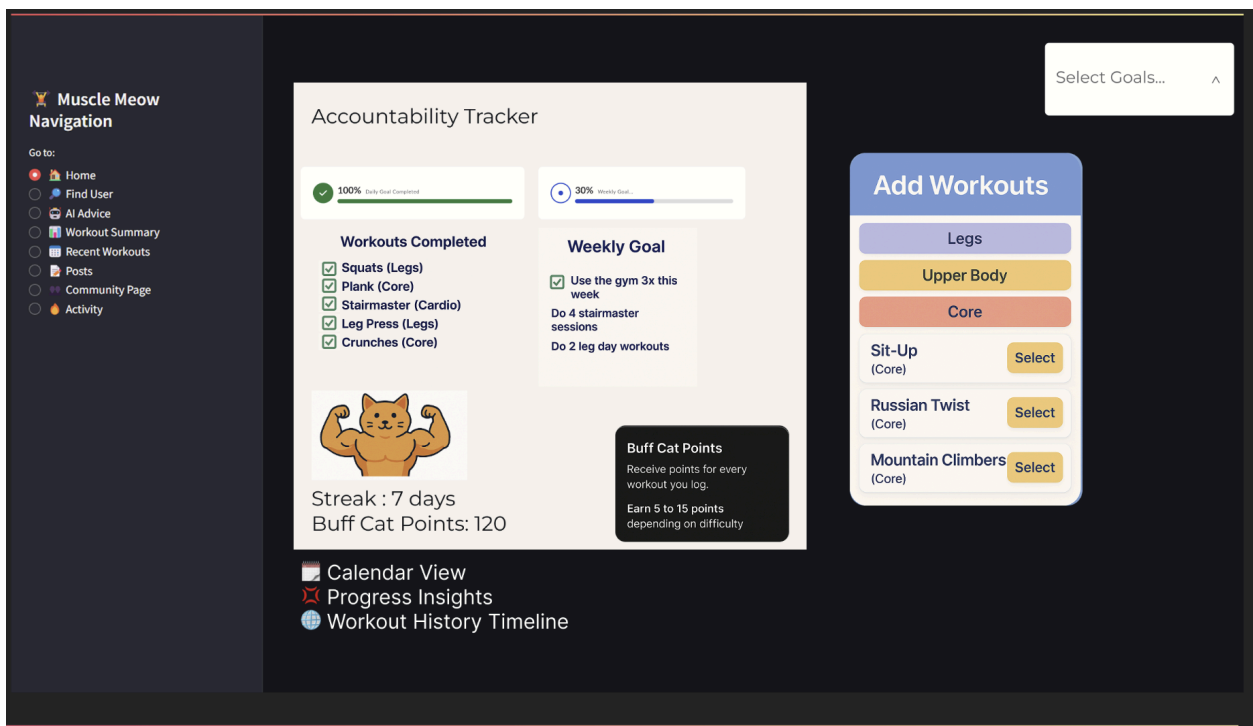 Muscle Meow
Navigation
Go to:
Home
Find User
AI Advice
Workout Summary
Recent Workouts
Posts
Community Page
Activity
Select Goals...
Accountability Tracker
100% Daily Goal Completed
30% Weekly Goal...
Workouts Completed
Squats (Legs)
Plank (Core)
Stairmaster (Cardio)
Leg Press (Legs)
Crunches (Core)
Weekly Goal
Use the gym 3x this
week
Do 4 stairmaster
sessions
Do 2 leg day workouts
Streak : 7 days
Buff Cat Points: 120
Buff Cat Points
Receive points for every
workout you log.
Earn 5 to 15 points
depending on difficulty
Calendar View
Progress Insights
Workout History Timeline
Add Workouts
Legs
Upper Body
Core
Sit-Up
(Core)
Select
Russian Twist
(Core)
Select
Mountain Climbers
(Core)
Select